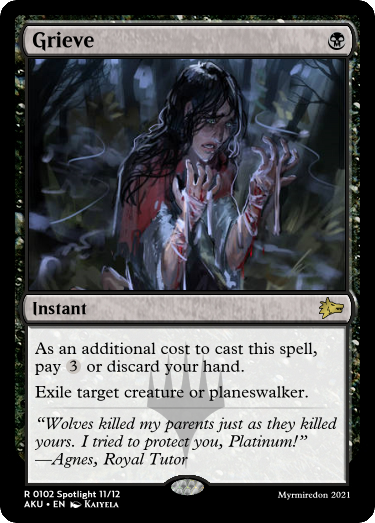 Grieve
Instant
As an additional cost to cast this spell,
pay 3 or discard your hand.
Exile target creature or planeswalker.
“Wolves killed my parents just as they killed
yours. I tried to protect you, Platinum!”
—Agnes, Royal Tutor
R 0102 Spotlight 11/12
AKU • EN Kaiyela
Myrmiredon 2021